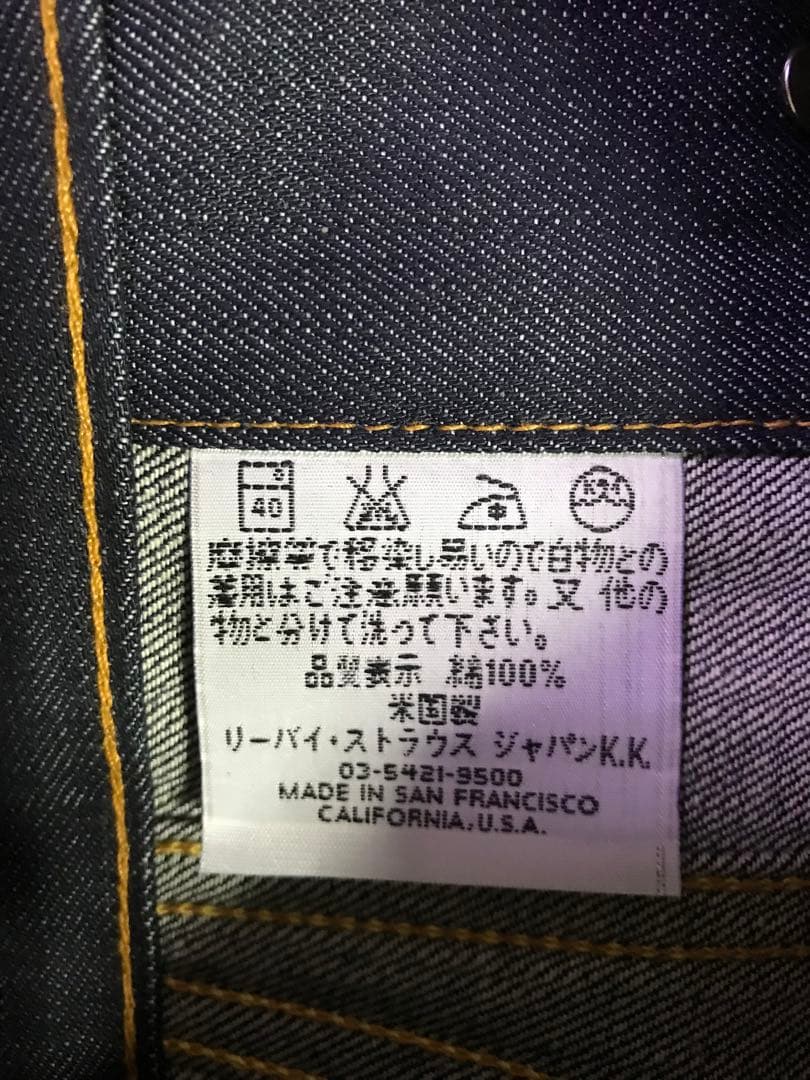 40
摩擦等で移染し易いので白物との
着用はご注意願います。又 他の
物と分けて洗って下さい。
品質表示 綿100%
米国製
リーバイ・ストラウス ジャパンK.K.
03-5421-9500
MADE IN SAN FRANCISCO
CALIFORNIA,U.S.A.